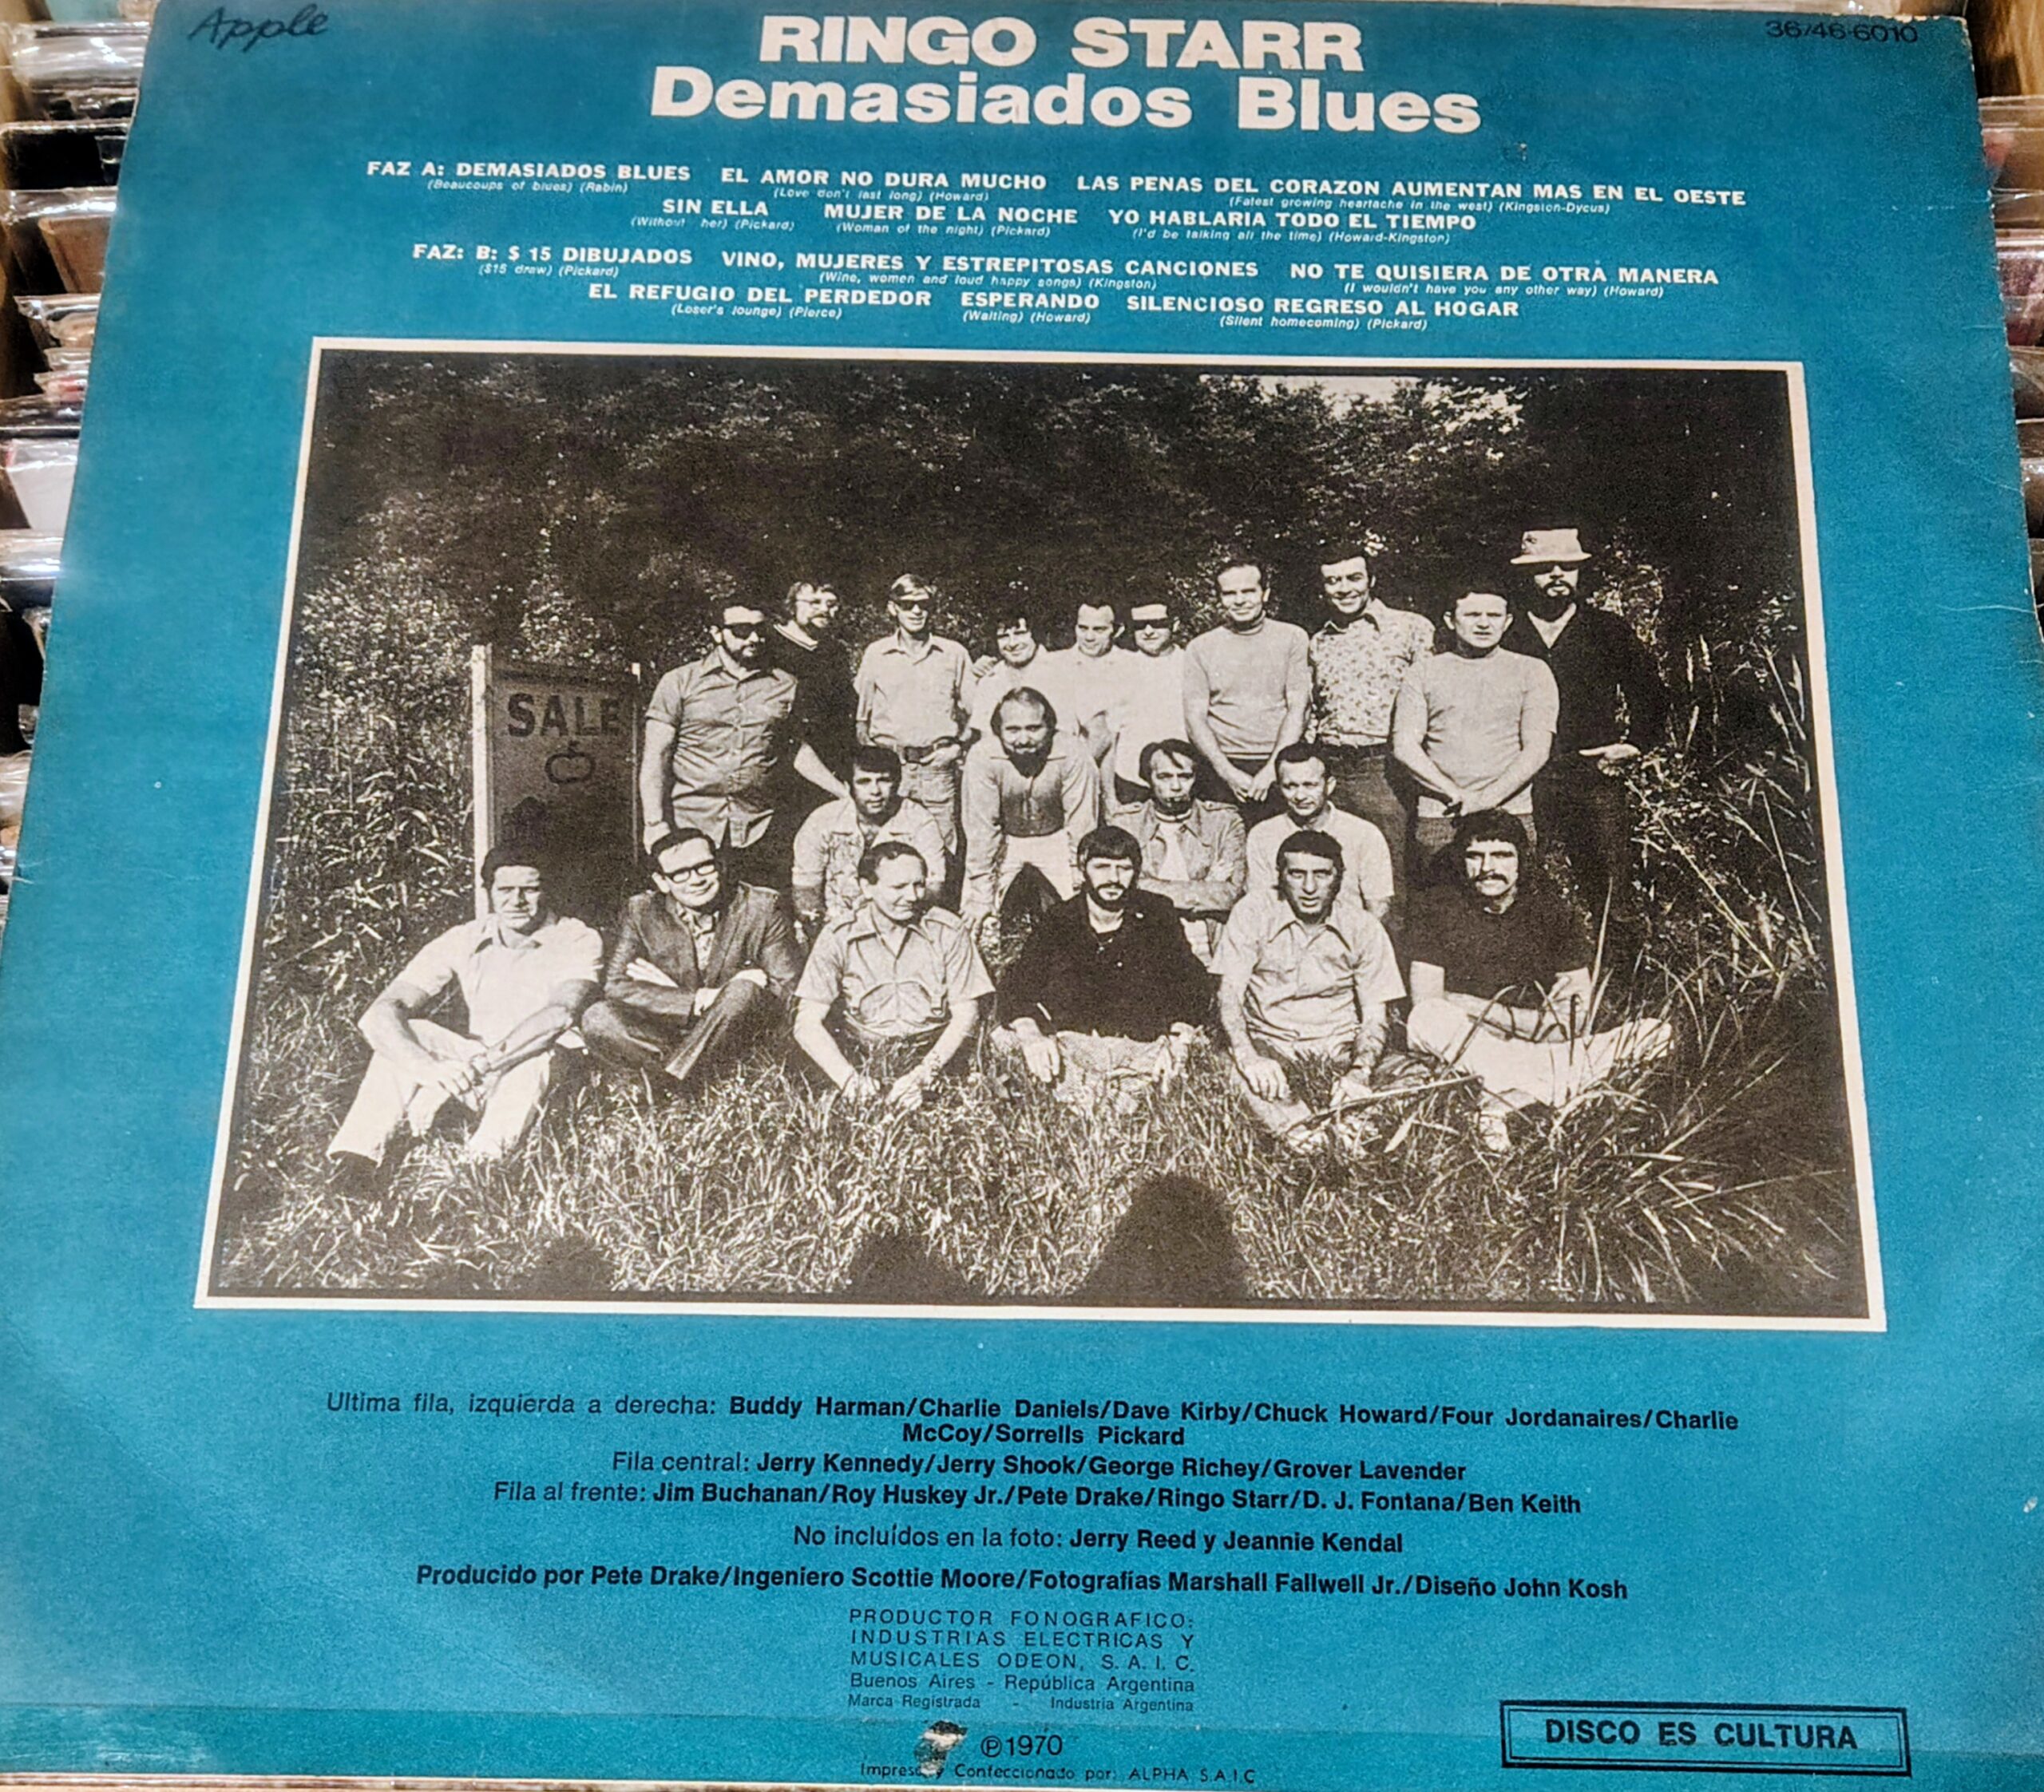 Apple
36746-6010
RINGO STARR
Demasiados Blues
FAZ A: DEMASIADOS BLUES EL AMOR NO DURA MUCHO LAS PENAS DEL CORAZON AUMENTAN MAS EN EL OESTE
(Beaucoups of blues) (Rabin) (Love don't last long) (Howard) (Fatest growing heartache in the west) (Kingston-Dycus)
SIN ELLA MUJER DE LA NOCHE YO HABLARIA TODO EL TIEMPO
(Without her) (Pickard) (Woman of the night) (Pickard) (I'd be talking all the time) (Howard-Kingston)
FAZ: B: $ 15 DIBUJADOS VINO, MUJERES Y ESTREPITOSAS CANCIONES NO TE QUISIERA DE OTRA MANERA
($15 draw) (Pickard) (Wine, women and loud happy songs) (Kingston) (I wouldn't have you any other way) (Howard)
EL REFUGIO DEL PERDEDOR ESPERANDO SILENCIOSO REGRESO AL HOGAR
(Loser's lounge) (Pierce) (Waiting) (Howard) (Silent homecoming) (Pickard)
SALE
Ultima fila, izquierda a derecha: Buddy Harman/Charlie Daniels/Dave Kirby/Chuck Howard/Four Jordanaires/Charlie
McCoy/Sorrells Pickard
Fila central: Jerry Kennedy/Jerry Shook/George Richey/Grover Lavender
Fila al frente: Jim Buchanan/Roy Huskey Jr./Pete Drake/Ringo Starr/D. J. Fontana/Ben Keith
No incluídos en la foto: Jerry Reed y Jeannie Kendal
Producido por Pete Drake/Ingeniero Scottie Moore/Fotografías Marshall Fallwell Jr./Diseño John Kosh
PRODUCTOR FONOGRAFICO:
INDUSTRIAS ELECTRICAS Y
MUSICALES ODEON, S. A. I. C.
Buenos Aires - República Argentina
Marca Registrada - Industria Argentina
℗1970
y Confeccionado por: ALPHA S.A.I.C
DISCO ES CULTURA